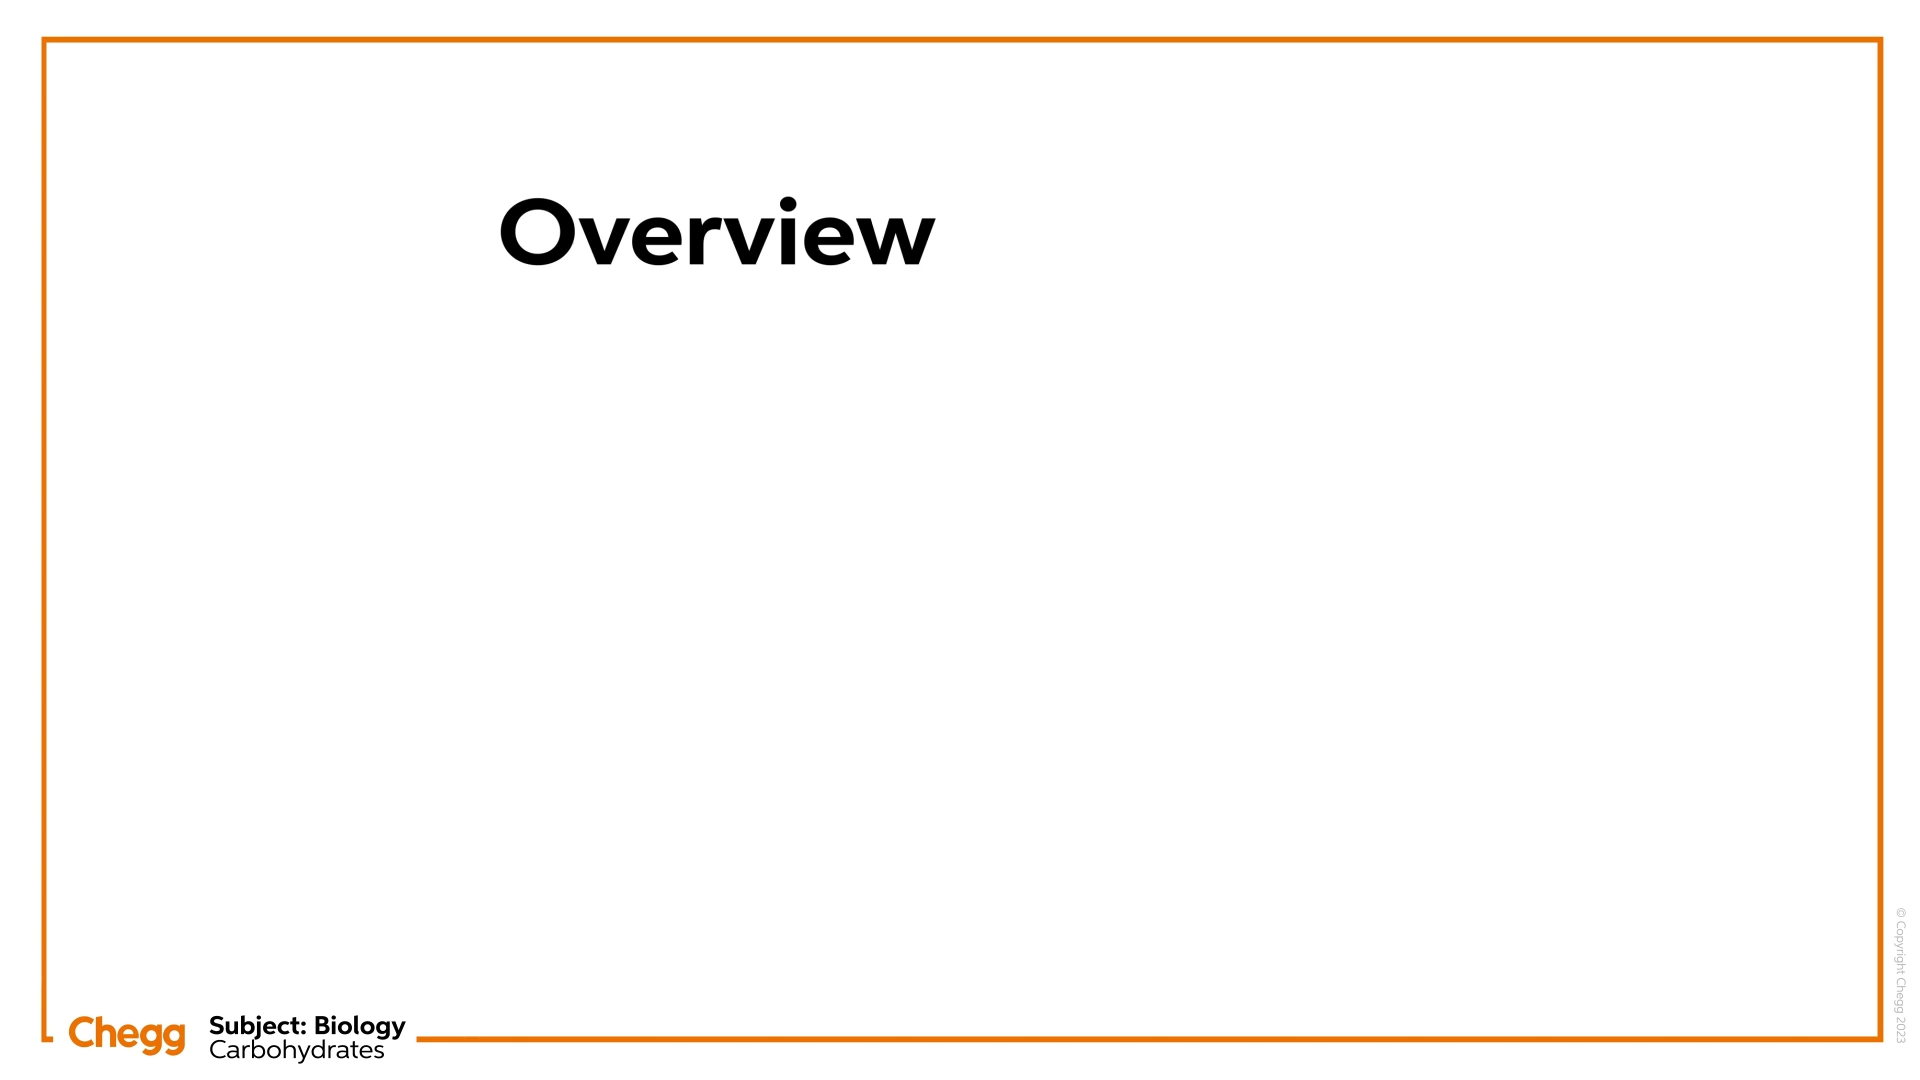 Overview
Chegg
Subject: Biology
Carbohydrates
© Copyright Chegg 2023